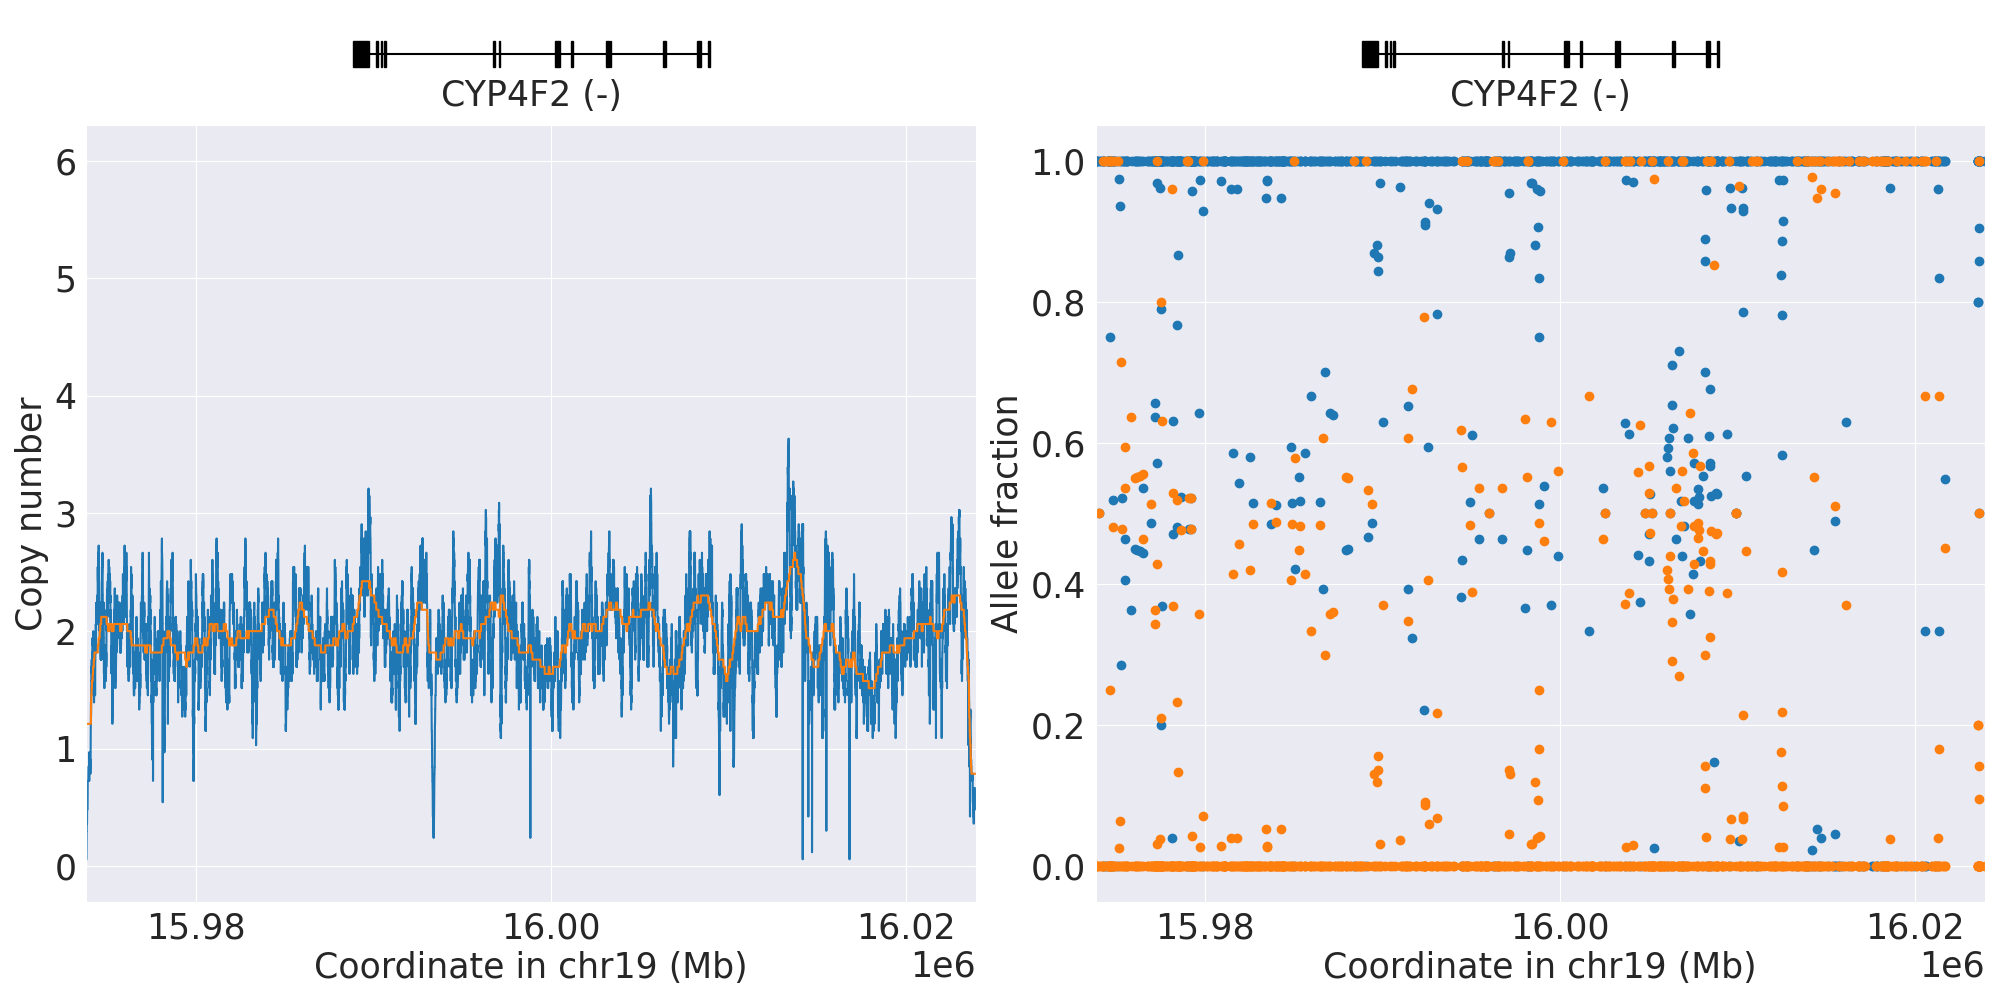 CYP4F2 (-)
6
5
4
3
2
1
0
Copy number
15.98
16.00
16.02
Coordinate in chr19 (Mb)
1e6
CYP4F2 (-)
1.0
0.8
0.6
0.4
0.2
0.0
Allele fraction
15.98
16.00
16.02
Coordinate in chr19 (Mb)
1e6